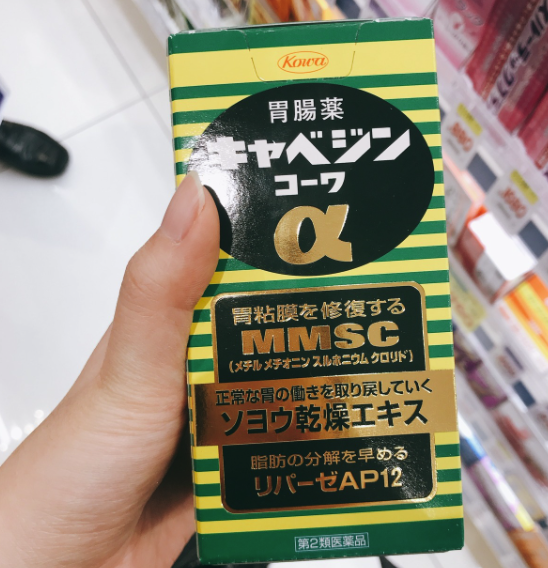 Kowa
胃腸薬
キャベジン
コーワ
α
胃粘膜を修復する
MMSC
(メチルメチオニンスルホニウムクロリド)
正常な胃の働きを取り戻していく
ソヨウ乾燥エキス
脂肪の分解を早める
リパーゼAP12
第2類医薬品